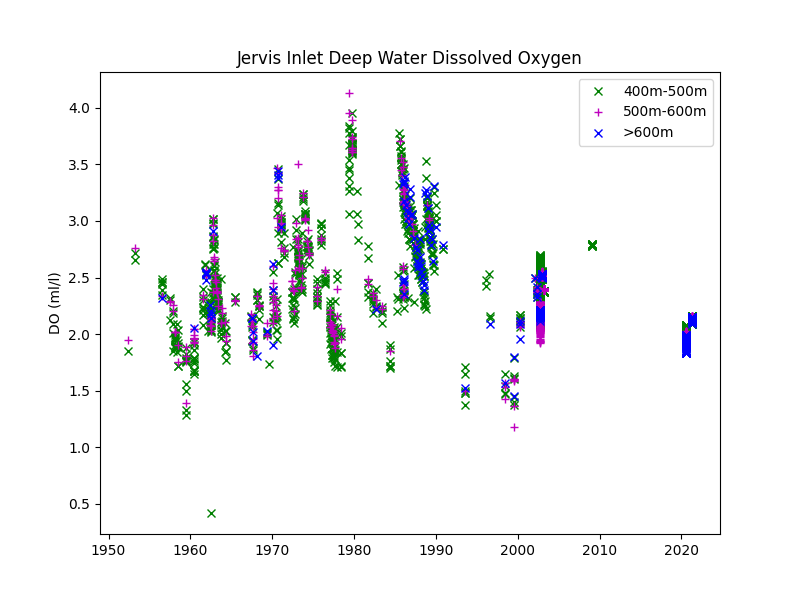 Jervis Inlet Deep Water Dissolved Oxygen
400m-500m
500m-600m
>600m
DO (ml/l)
4.0
3.5
3.0
2.5
2.0
1.5
1.0
0.5
1950 1960 1970 1980 1990 2000 2010 2020